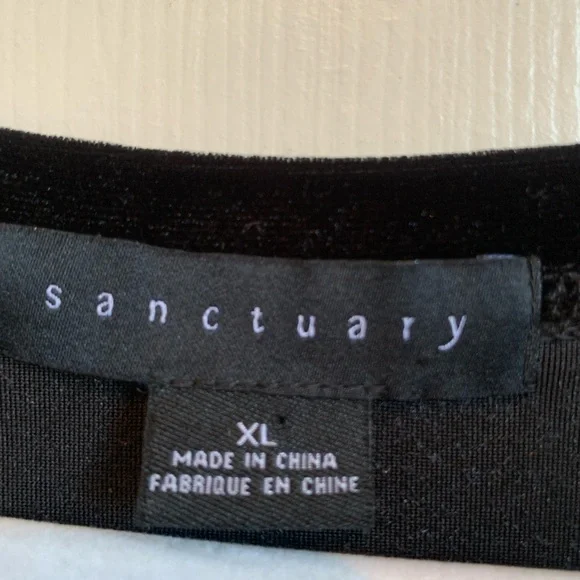 sanctuary
XL
MADE IN CHINA
FABRIQUE EN CHINE